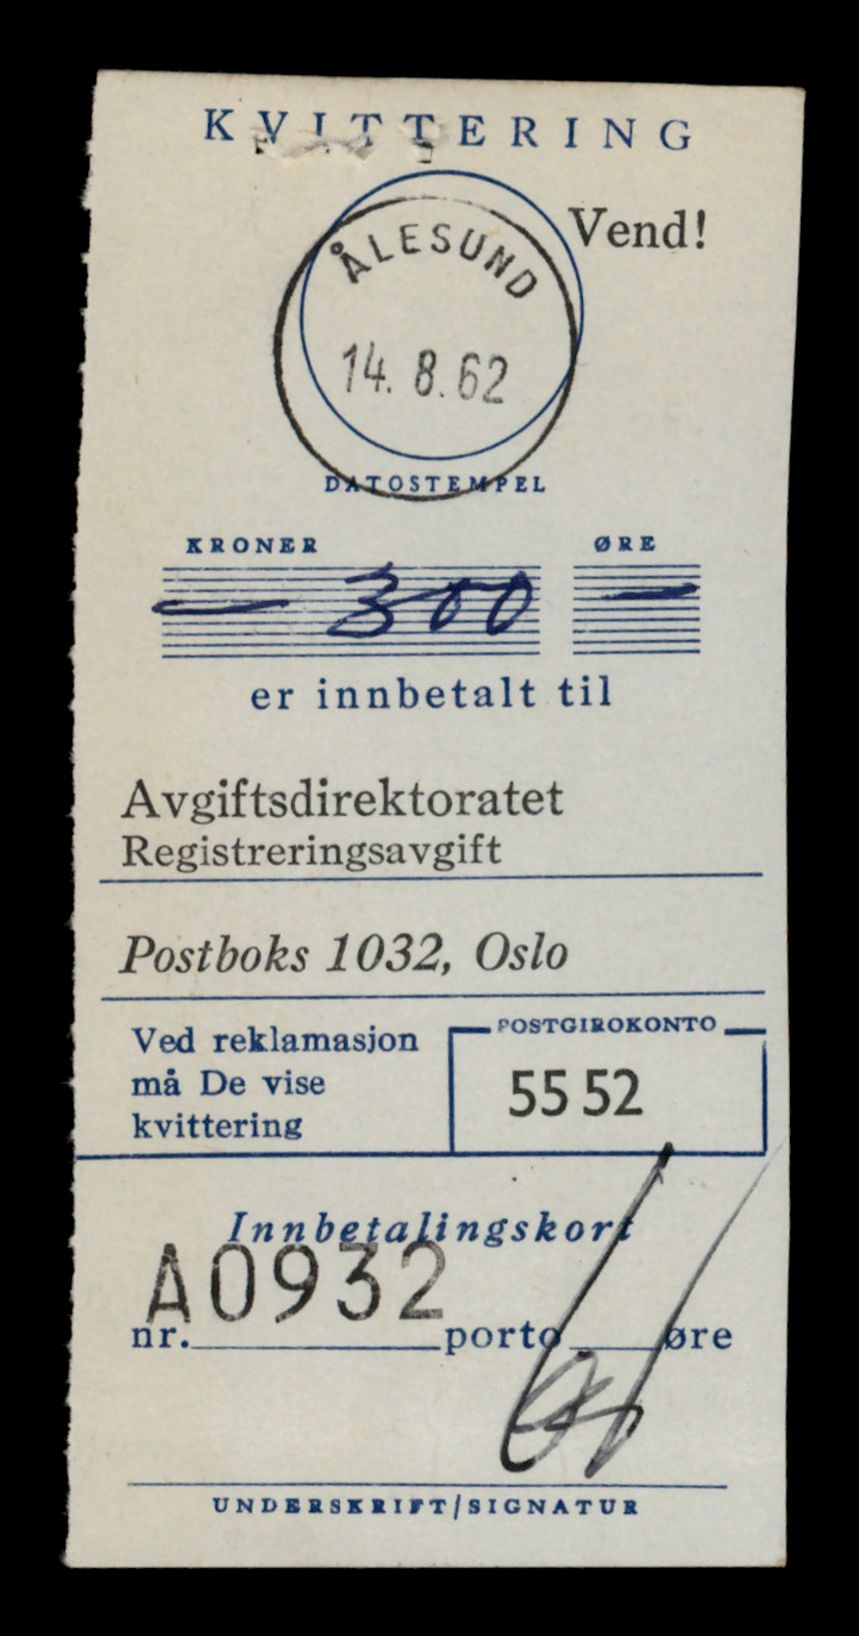 KVITTERING
Vend!
ÅLESUND
14. 8. 62
DATOSTEMPEL
KRONER ØRE
— 300 —
er innbetalt til
Avgiftsdirektoratet
Registreringsavgift
Postboks 1032, Oslo
Ved reklamasjon
må De vise
kvittering
POSTGIROKONTO
55 52
Innbetalingskort
A0932
nr. porto øre
UNDERSKRIFT/SIGNATUR